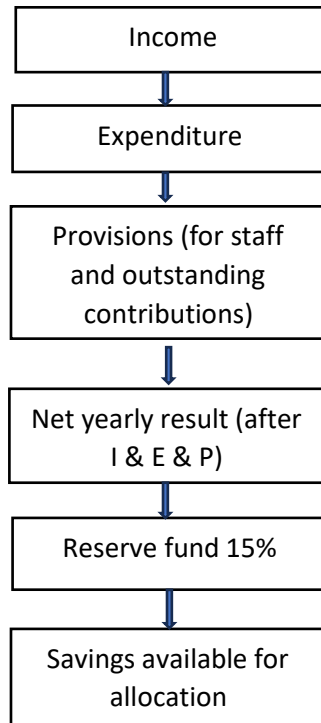 Income
Expenditure
Provisions (for staff
and outstanding
contributions)
Net yearly result (after
I & E & P)
Reserve fund 15%
Savings available for
allocation